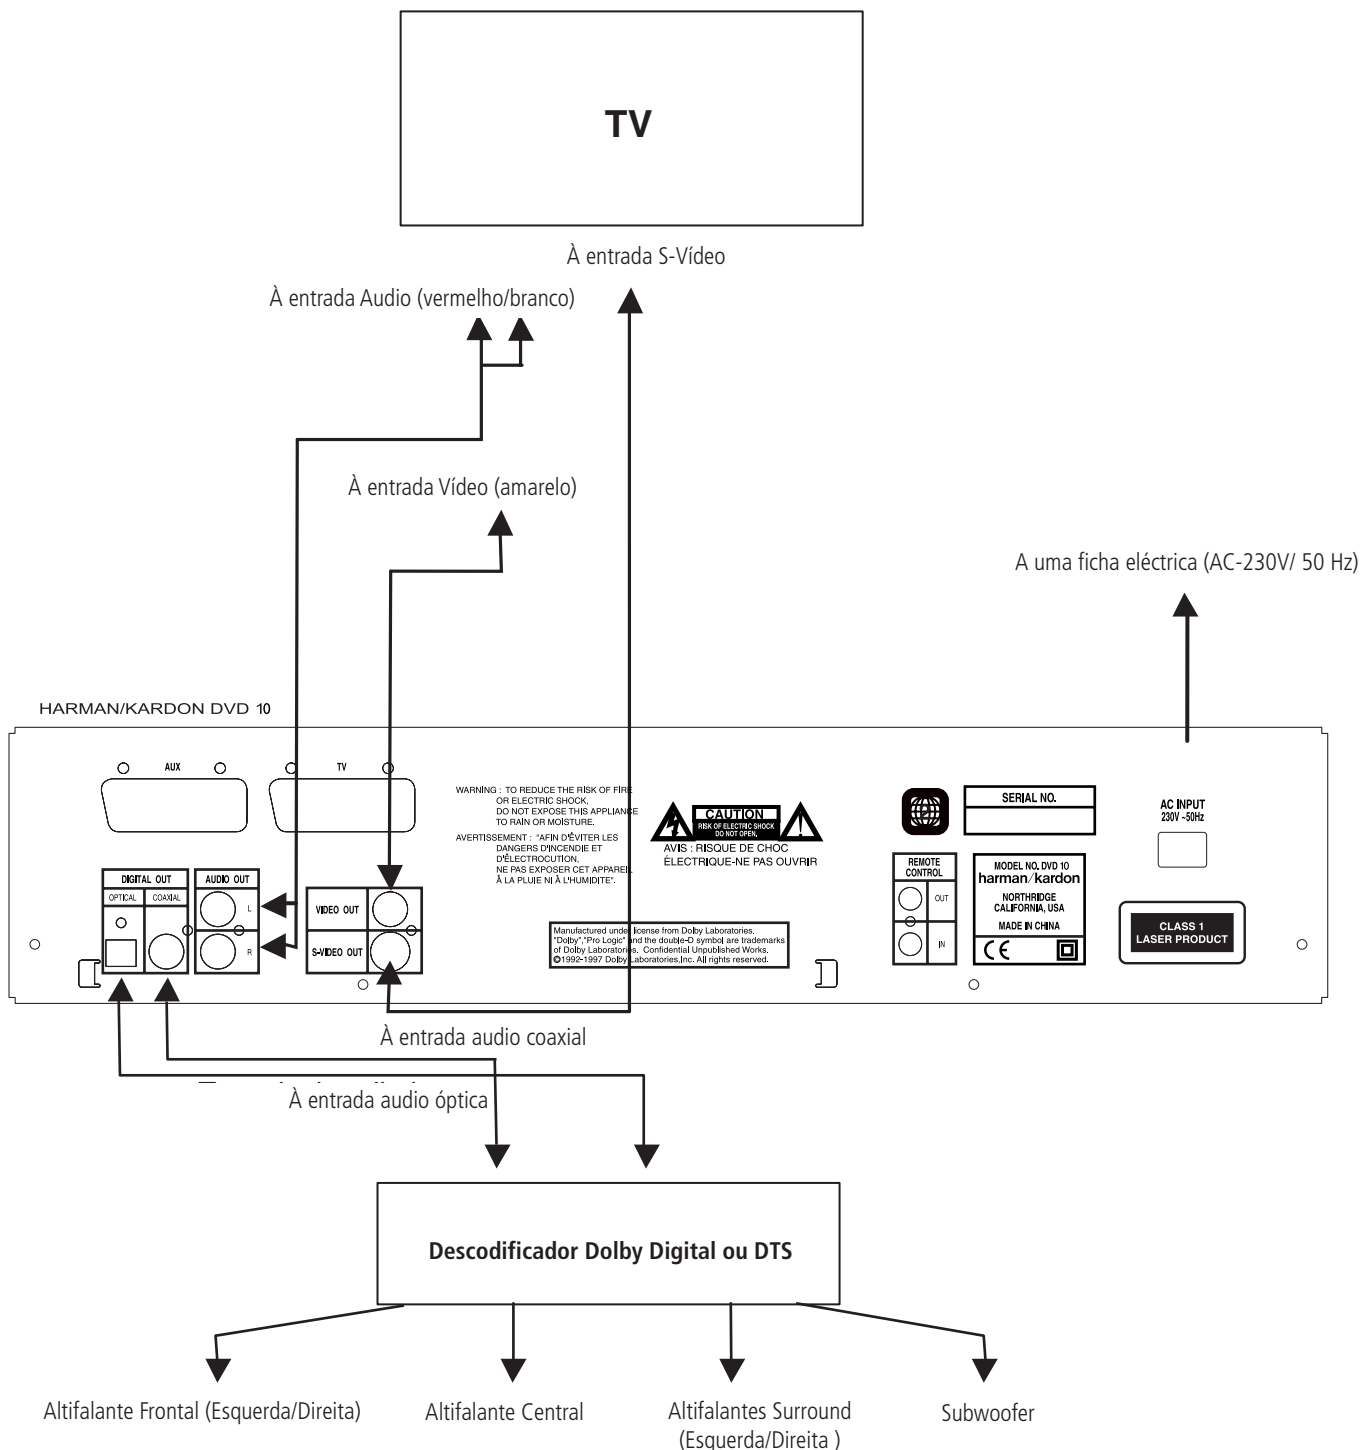 TV
À entrada S-Vídeo
À entrada Audio (vermelho/branco)
À entrada Vídeo (amarelo)
A uma ficha eléctrica (AC-230V/ 50 Hz)
HARMAN/KARDON DVD 10
AUX
TV
WARNING : TO REDUCE THE RISK OF FIRE
OR ELECTRIC SHOCK,
DO NOT EXPOSE THIS APPLIANCE
TO RAIN OR MOISTURE.
AVERTISSEMENT : "AFIN D'ÉVITER LES
DANGERS D'INCENDIE ET
D'ÉLECTROCUTION,
NE PAS EXPOSER CET APPAREIL
À LA PLUIE NI À L'HUMIDITE".
CAUTION
RISK OF ELECTRIC SHOCK
DO NOT OPEN.
AVIS : RISQUE DE CHOC
ÉLECTRIQUE-NE PAS OUVRIR
SERIAL NO.
AC INPUT
230V ~50Hz
DIGITAL OUT
OPTICAL
COAXIAL
AUDIO OUT
L
R
VIDEO OUT
S-VIDEO OUT
Manufactured under license from Dolby Laboratories.
"Dolby","Pro Logic" and the double-D symbol are trademarks
of Dolby Laboratories. Confidential Unpublished Works.
©1992-1997 Dolby Laboratories,Inc. All rights reserved.
REMOTE
CONTROL
OUT
IN
MODEL NO. DVD 10
harman/kardon
NORTHRIDGE
CALIFORNIA, USA
MADE IN CHINA
CE
CLASS 1
LASER PRODUCT
À entrada audio coaxial
À entrada audio óptica
Descodificador Dolby Digital ou DTS
Altifalante Frontal (Esquerda/Direita)
Altifalante Central
Altifalantes Surround
(Esquerda/Direita )
Subwoofer